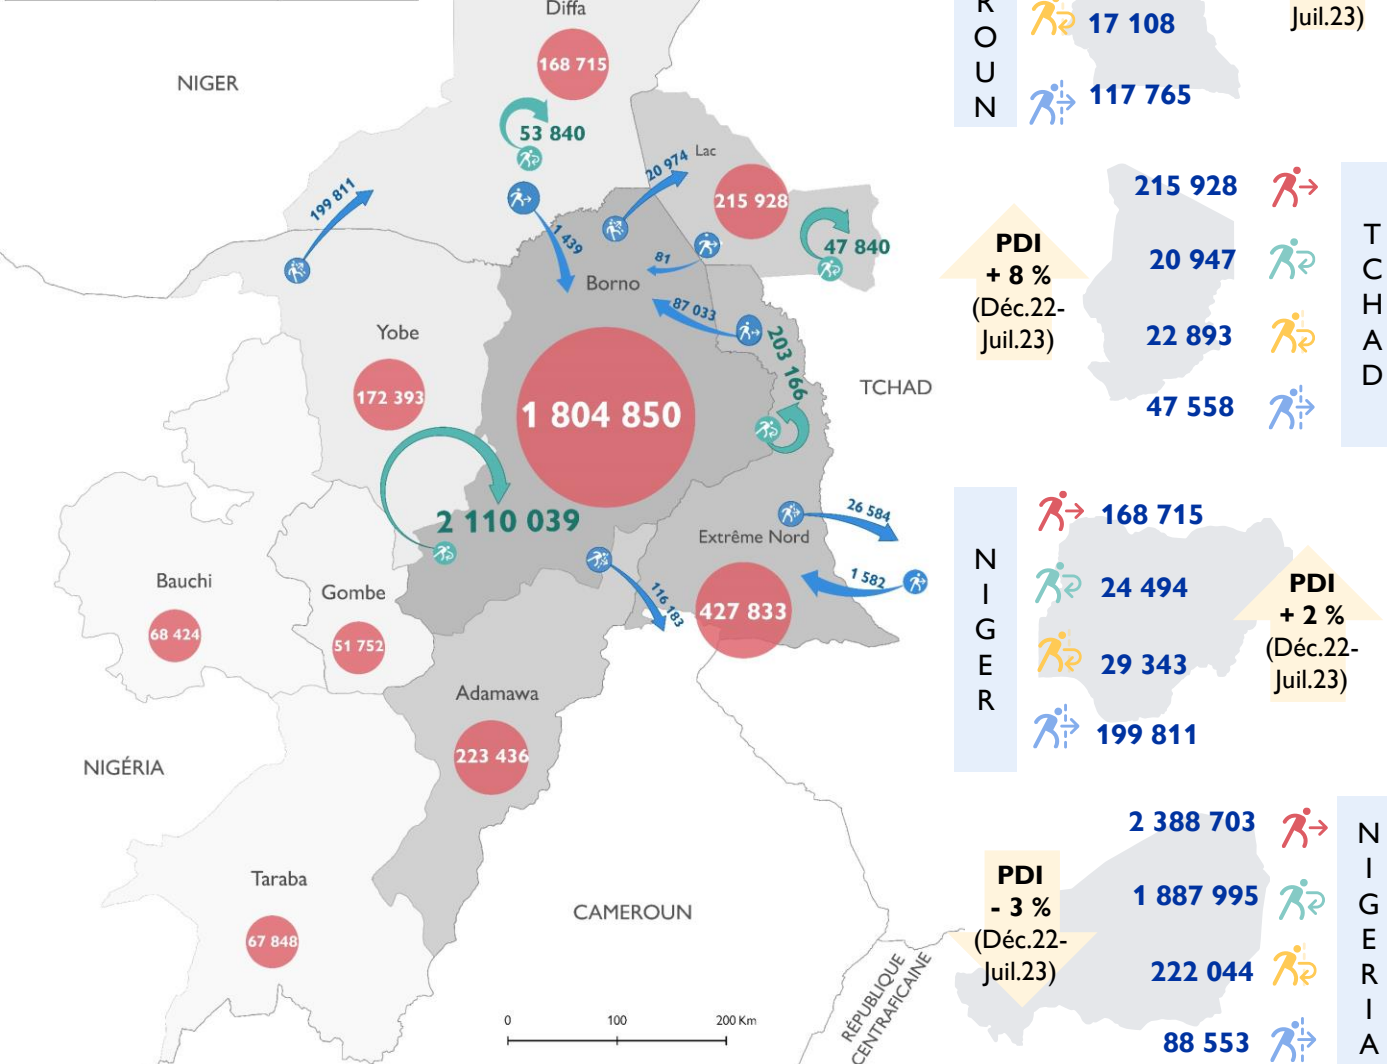 Diffa
168 715
NIGER
53 840
199 811
20 974
Lac
215 928
1 439
81
47 840
Borno
87 033
203 166
Yobe
172 393
1 804 850
TCHAD
2 110 039
26 584
Extrême Nord
1 582
116 183
427 833
Bauchi
68 424
Gombe
51 752
Adamawa
223 436
NIGÉRIA
Taraba
67 848
CAMEROUN
RÉPUBLIQUE
CENTRAFICAINE
0 100 200 Km
R
O
U
N
17 108
117 765
Juil.23)
215 928
20 947
22 893
47 558
PDI
+ 8 %
(Déc.22-
Juil.23)
T
C
H
A
D
N
I
G
E
R
168 715
24 494
29 343
199 811
PDI
+ 2 %
(Déc.22-
Juil.23)
2 388 703
1 887 995
222 044
88 553
PDI
- 3 %
(Déc.22-
Juil.23)
N
I
G
E
R
I
A